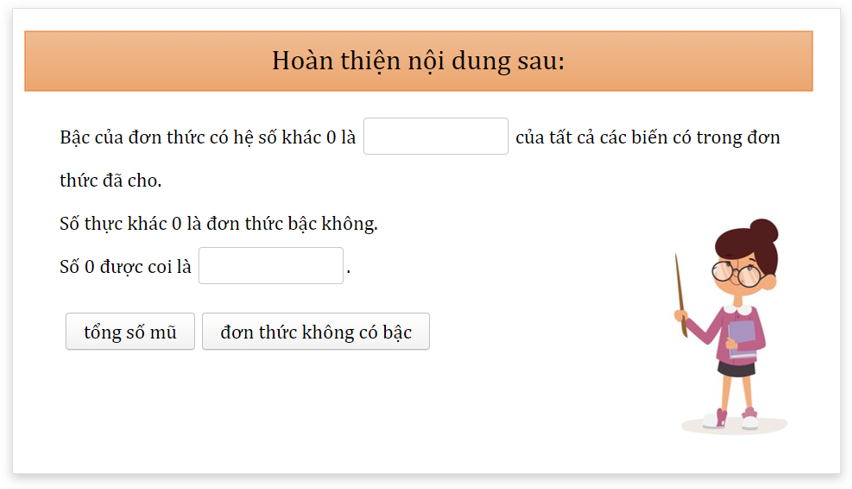 Hoàn thiện nội dung sau:
Bậc của đơn thức có hệ số khác 0 là của tất cả các biến có trong đơn
thức đã cho.
Số thực khác 0 là đơn thức bậc không.
Số 0 được coi là .
tổng số mũ đơn thức không có bậc